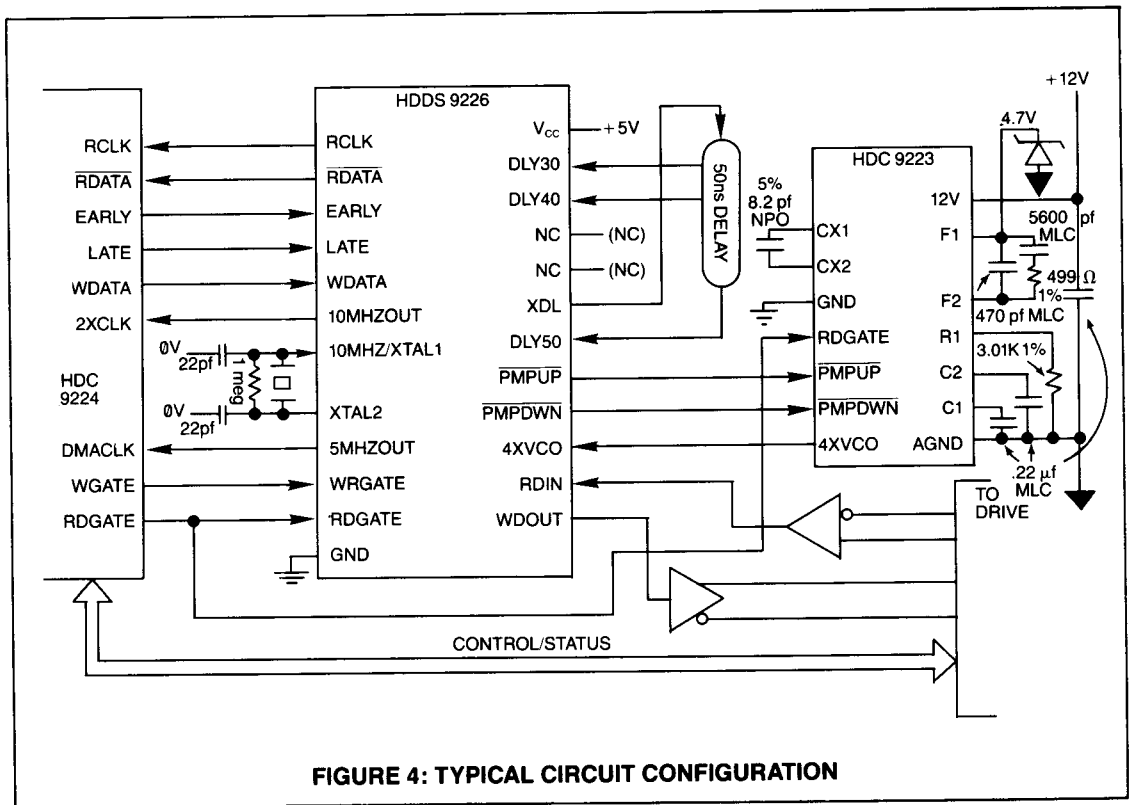 HDDS 9226
HDC 9223
+12V
4.7V
RCLK
RDATA
EARLY
LATE
WDATA
2XCLK
HDC
9224
DMACLK
WGATE
RDGATE
RCLK
RDATA
EARLY
LATE
WDATA
10MHZOUT
10MHZ/XTAL1
XTAL2
5MHZOUT
WRGATE
RDGATE
GND
0V
22pf
1 meg
0V
22pf
VCC
+5V
DLY30
DLY40
NC
(NC)
NC
(NC)
XDL
DLY50
PMPUP
PMPDWN
4XVCO
RDIN
WDOUT
50ns DELAY
5%
8.2 pf
NPO
CX1
CX2
GND
RDGATE
PMPUP
PMPDWN
4XVCO
12V
F1
F2
R1
C2
C1
AGND
5600 pf
MLC
499 Ω
1%
470 pf MLC
3.01K 1%
.22 µf
MLC
TO
DRIVE
CONTROL/STATUS
FIGURE 4: TYPICAL CIRCUIT CONFIGURATION